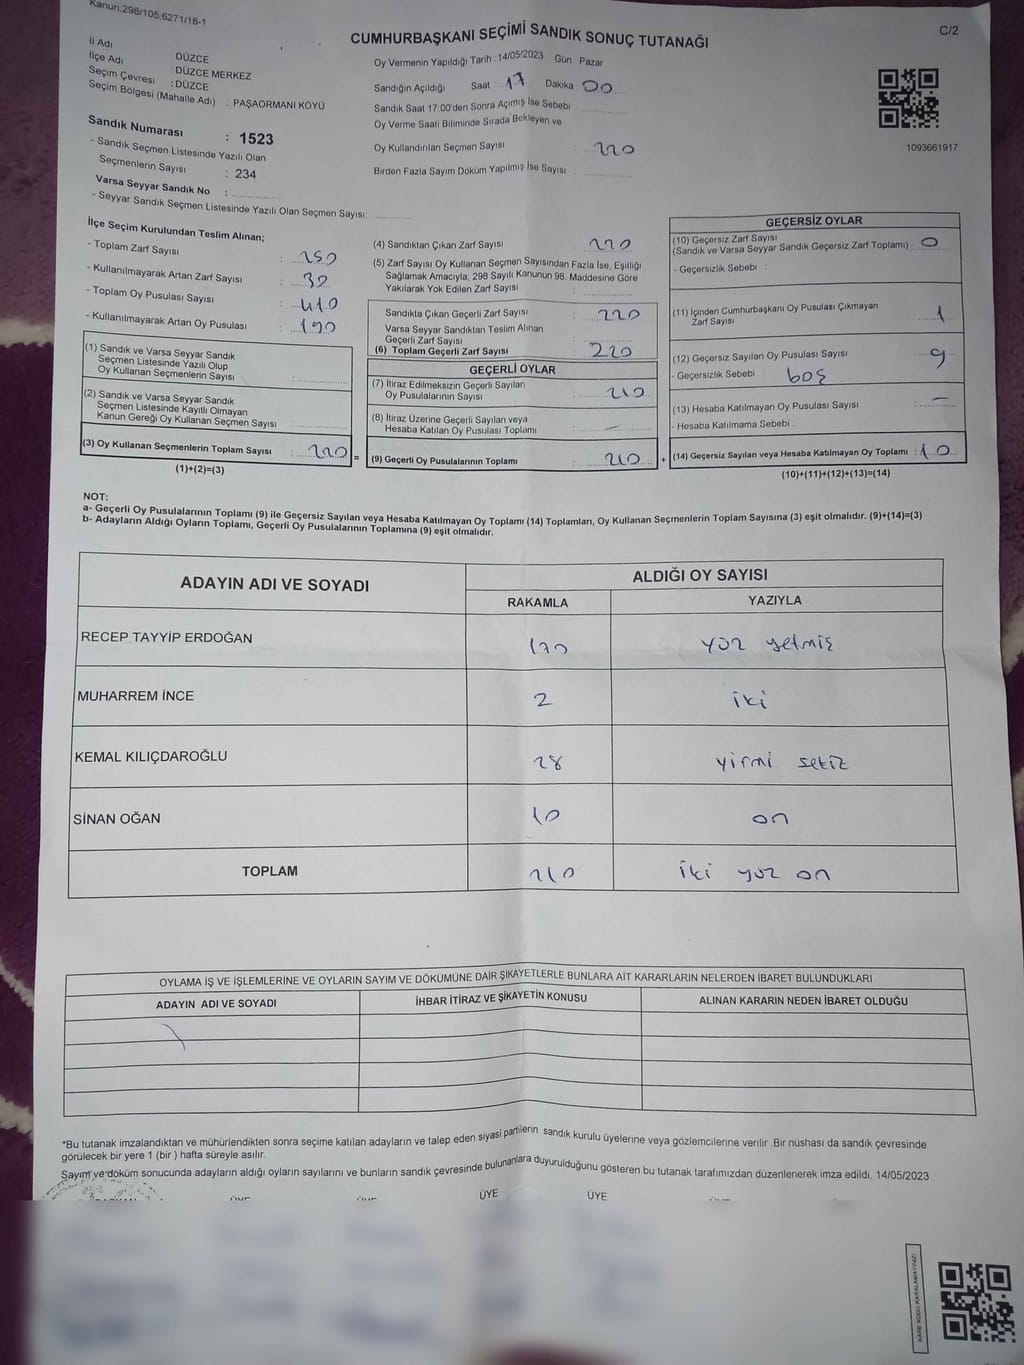 Kanun,298/105,6271/18-1
C/2
CUMHURBAŞKANI SEÇİMİ SANDIK SONUÇ TUTANAĞI
İl Adı : DÜZCE
İlçe Adı : DÜZCE MERKEZ
Seçim Çevresi : DÜZCE
Seçim Bölgesi (Mahalle Adı) : PAŞAORMANI KÖYÜ
Sandık Numarası : 1523
- Sandık Seçmen Listesinde Yazılı Olan
Seçmenlerin Sayısı : 234
Varsa Seyyar Sandık No :
- Seyyar Sandık Seçmen Listesinde Yazılı Olan Seçmen Sayısı:
Oy Vermenin Yapıldığı Tarih : 14/05/2023 Gün Pazar
Sandığın Açıldığı Saat 17 Dakika 00
Sandık Saat 17.00'den Sonra Açımış İse Sebebi
Oy Verme Saati Bitiminde Sırada Bekleyen ve
Oy Kullandırılan Seçmen Sayısı : 220
Birden Fazla Sayım Döküm Yapılmış İse Sayısı :
1093661917
İlçe Seçim Kurulundan Teslim Alınan;
- Toplam Zarf Sayısı : 250
- Kullanılmayarak Artan Zarf Sayısı : 30
- Toplam Oy Pusulası Sayısı : 410
- Kullanılmayarak Artan Oy Pusulası : 190
(1) Sandık ve Varsa Seyyar Sandık
Seçmen Listesinde Yazılı Olup
Oy Kullanan Seçmenlerin Sayısı :
(2) Sandık ve Varsa Seyyar Sandık
Seçmen Listesinde Kayıtlı Olmayan
Kanun Gereği Oy Kullanan Seçmen Sayısı :
(3) Oy Kullanan Seçmenlerin Toplam Sayısı : 220 =
(1)+(2)=(3)
(4) Sandıktan Çıkan Zarf Sayısı : 220
(5) Zarf Sayısı Oy Kullanan Seçmen Sayısından Fazla İse, Eşitliği
Sağlamak Amacıyla, 298 Sayılı Kanunun 98. Maddesine Göre
Yakılarak Yok Edilen Zarf Sayısı :
Sandıkta Çıkan Geçerli Zarf Sayısı : 220
Varsa Seyyar Sandıktan Teslim Alınan
Geçerli Zarf Sayısı :
(6) Toplam Geçerli Zarf Sayısı : 220
GEÇERLİ OYLAR
(7) İtiraz Edilmeksizin Geçerli Sayılan
Oy Pusulalarının Sayısı : 210
(8) İtiraz Üzerine Geçerli Sayılan veya
Hesaba Katılan Oy Pusulası Toplamı : —
(9) Geçerli Oy Pusulalarının Toplamı : 210 +
GEÇERSİZ OYLAR
(10) Geçersiz Zarf Sayısı
(Sandık ve Varsa Seyyar Sandık Geçersiz Zarf Toplamı) : 0
- Geçersizlik Sebebi :
(11) İçinden Cumhurbaşkanı Oy Pusulası Çıkmayan
Zarf Sayısı : 1
(12) Geçersiz Sayılan Oy Pusulası Sayısı : 9
- Geçersizlik Sebebi : boş
(13) Hesaba Katılmayan Oy Pusulası Sayısı : —
- Hesaba Katılmama Sebebi :
(14) Geçersiz Sayılan veya Hesaba Katılmayan Oy Toplamı : 10
(10)+(11)+(12)+(13)=(14)
NOT:
a- Geçerli Oy Pusulalarının Toplamı (9) ile Geçersiz Sayılan veya Hesaba Katılmayan Oy Toplamı (14) Toplamları, Oy Kullanan Seçmenlerin Toplam Sayısına (3) eşit olmalıdır. (9)+(14)=(3)
b- Adayların Aldığı Oyların Toplamı, Geçerli Oy Pusulalarının Toplamına (9) eşit olmalıdır.
ADAYIN ADI VE SOYADI
ALDIĞI OY SAYISI
RAKAMLA YAZIYLA
RECEP TAYYİP ERDOĞAN 170 yüz yetmiş
MUHARREM İNCE 2 iki
KEMAL KILIÇDAROĞLU 28 yirmi sekiz
SİNAN OĞAN 10 on
TOPLAM 210 iki yüz on
OYLAMA İŞ VE İŞLEMLERİNE VE OYLARIN SAYIM VE DÖKÜMÜNE DAİR ŞİKAYETLERLE BUNLARA AİT KARARLARIN NELERDEN İBARET BULUNDUKLARI
ADAYIN ADI VE SOYADI İHBAR İTİRAZ VE ŞİKAYETİN KONUSU ALINAN KARARIN NEDEN İBARET OLDUĞU
*Bu tutanak imzalandıktan ve mühürlendikten sonra seçime katılan adayların ve talep eden siyasi partilerin sandık kurulu üyelerine veya gözlemcilerine verilir .Bir nüshası da sandık çevresinde
görülecek bir yere 1 (bir ) hafta süreyle asılır.
Sayım ve döküm sonucunda adayların aldığı oyların sayılarını ve bunların sandık çevresinde bulunanlara duyurulduğunu gösteren bu tutanak tarafımızdan düzenlenerek imza edildi. 14/05/2023
ÜYE ÜYE
KARE KODU KARALAMAYINIZ!